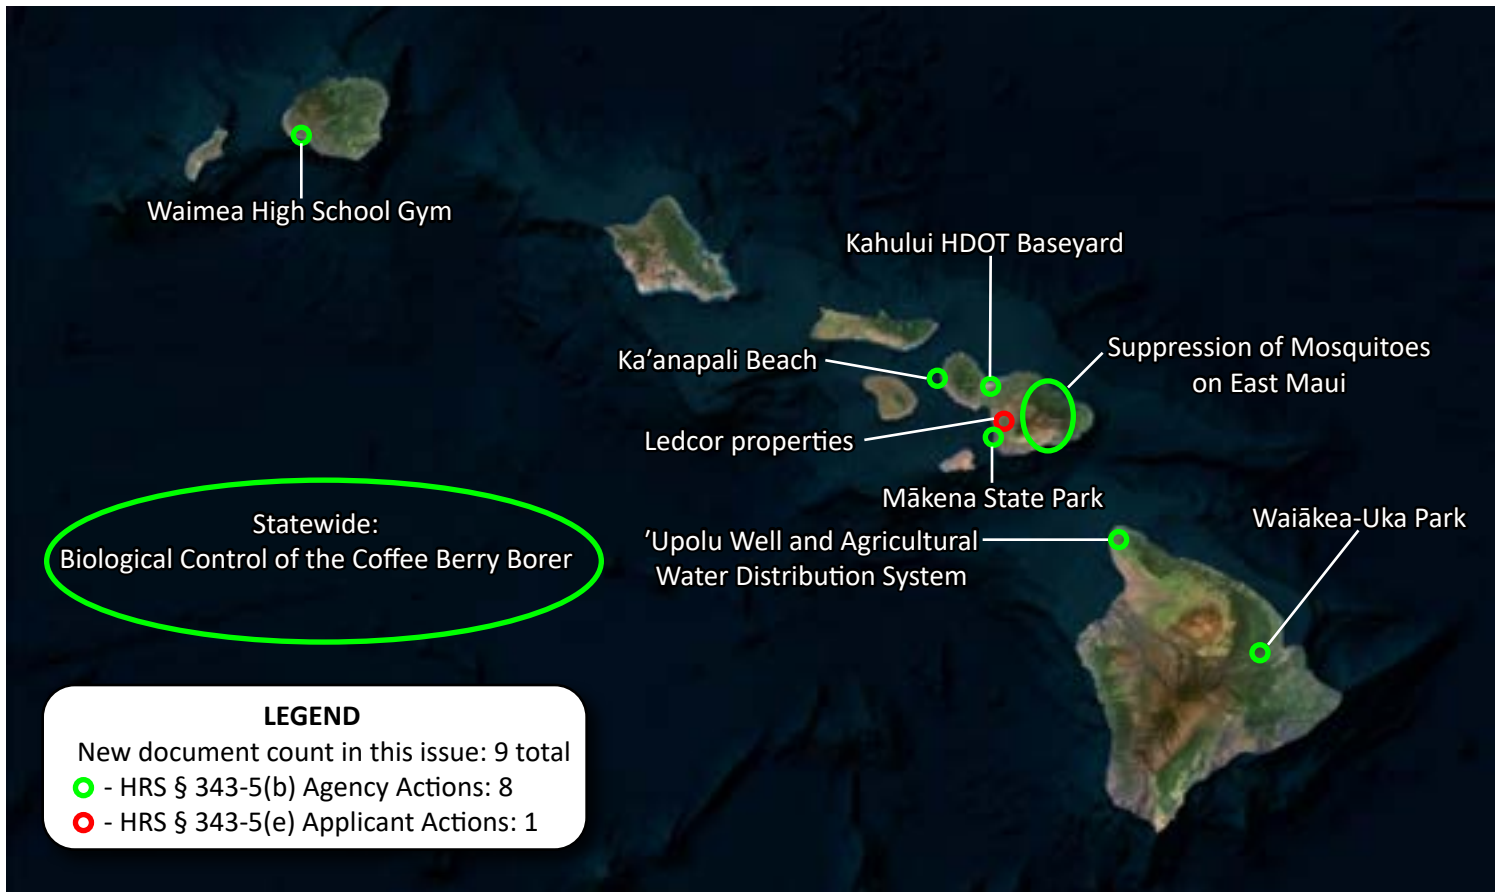 Waimea High School Gym
Kahului HDOT Baseyard
Ka’anapali Beach
Suppression of Mosquitoes
on East Maui
Ledcor properties
Mākena State Park
Waiākea-Uka Park
’Upolu Well and Agricultural
Water Distribution System
Statewide:
Biological Control of the Coffee Berry Borer
LEGEND
New document count in this issue: 9 total
- HRS § 343-5(b) Agency Actions: 8
- HRS § 343-5(e) Applicant Actions: 1